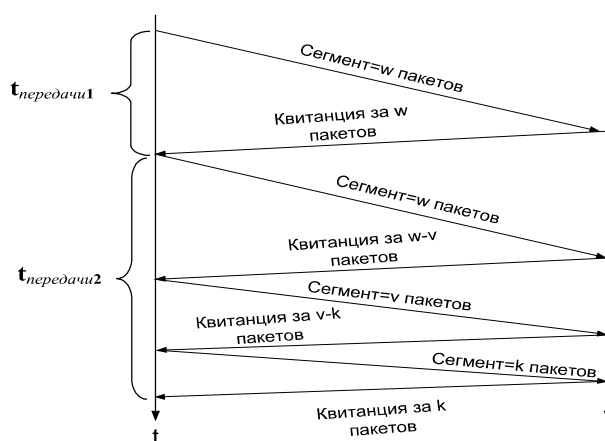 Сегмент=w пакетов
tпередачи1
Квитанция за w
пакетов
Сегмент=w пакетов
Квитанция за w-v
пакетов
tпередачи2
Сегмент=v пакетов
Квитанция за v-k
пакетов
Сегмент=k пакетов
Квитанция за k
пакетов
t